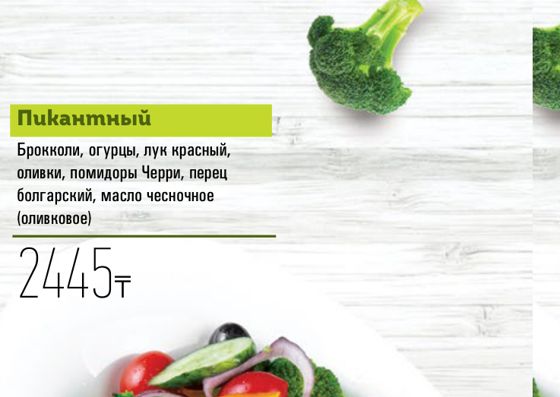 Пикантный
Брокколи, огурцы, лук красный,
оливки, помидоры Черри, перец
болгарский, масло чесночное
(оливковое)
2445₸